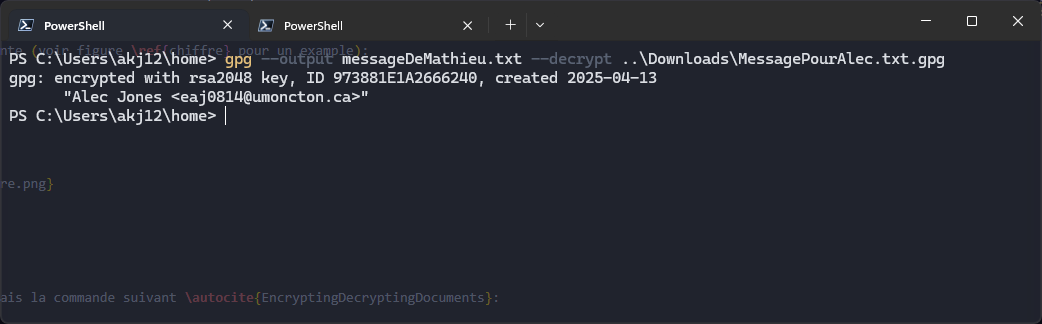 PowerShell
PowerShell
nte (voir figure \ref{chiffre} pour un example):
PS C:\Users\akj12\home> gpg --output messageDeMathieu.txt --decrypt ..\Downloads\MessagePourAlec.txt.gpg
gpg: encrypted with rsa2048 key, ID 973881E1A2666240, created 2025-04-13
"Alec Jones <eaj0814@umoncton.ca>"
PS C:\Users\akj12\home>
re.png}
ais la commande suivant \autocite{EncryptingDecryptingDocuments}: